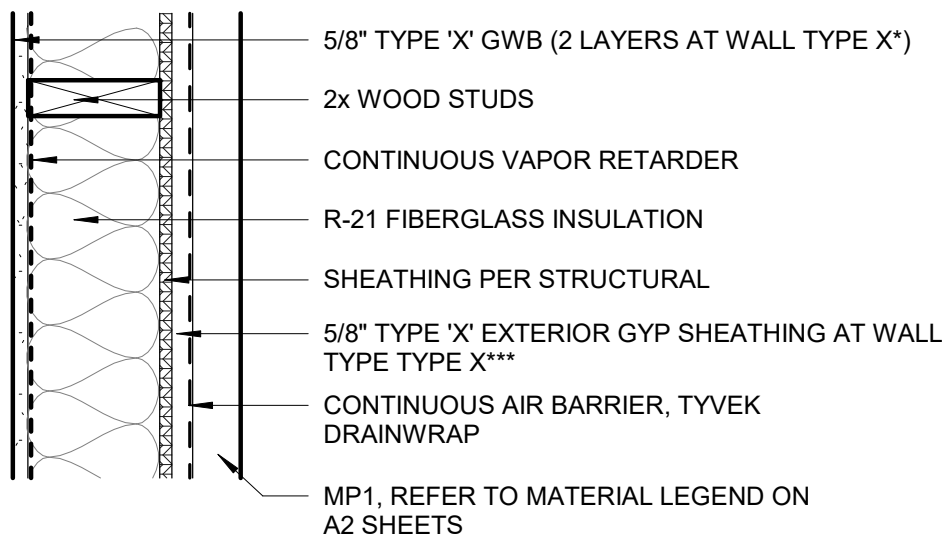 5/8" TYPE 'X' GWB (2 LAYERS AT WALL TYPE X*)
2x WOOD STUDS
CONTINUOUS VAPOR RETARDER
R-21 FIBERGLASS INSULATION
SHEATHING PER STRUCTURAL
5/8" TYPE 'X' EXTERIOR GYP SHEATHING AT WALL
TYPE TYPE X***
CONTINUOUS AIR BARRIER, TYVEK
DRAINWRAP
MP1, REFER TO MATERIAL LEGEND ON
A2 SHEETS